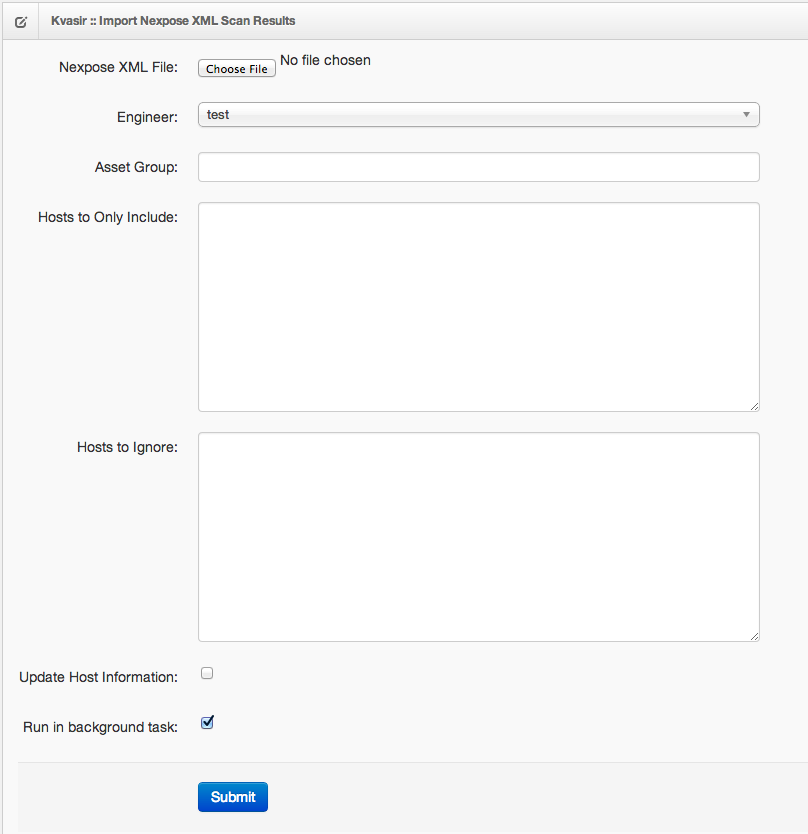 Kvasir :: Import Nexpose XML Scan Results
Nexpose XML File: Choose File No file chosen
Engineer: test
Asset Group:
Hosts to Only Include:
Hosts to Ignore:
Update Host Information:
Run in background task:
Submit